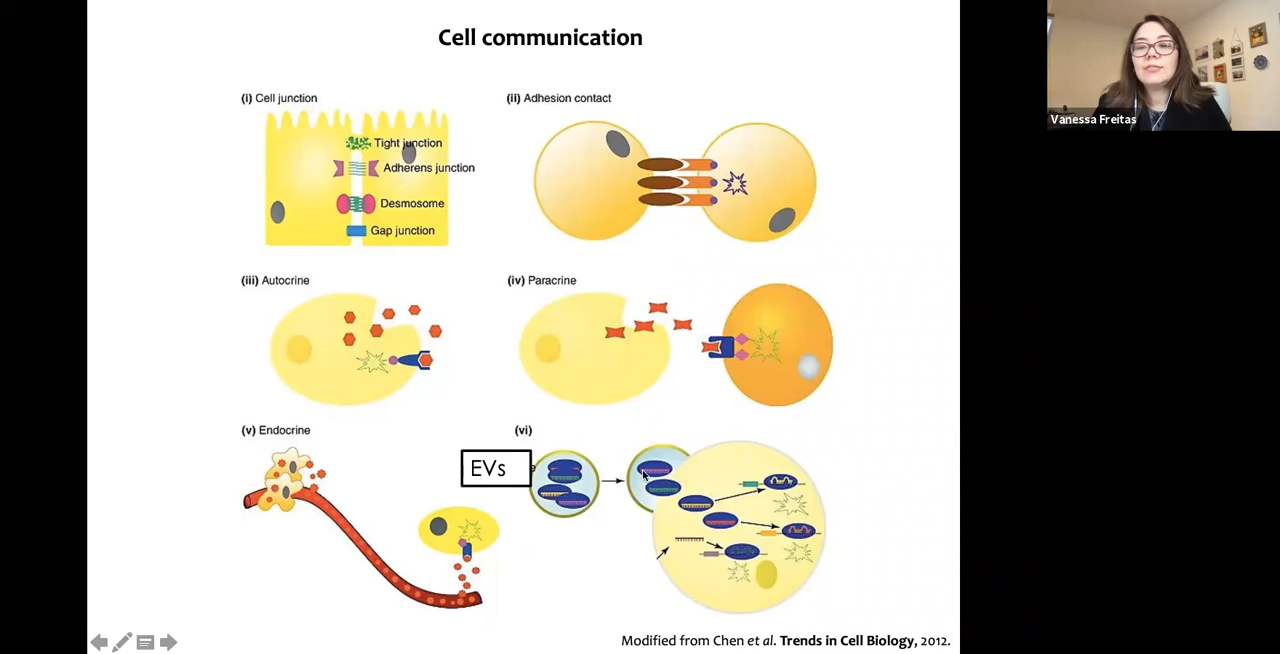 Cell communication
Vanessa Freitas
(i) Cell junction
(ii) Adhesion contact
Tight junction
Adherens junction
Desmosome
Gap junction
(iii) Autocrine
(iv) Paracrine
(v) Endocrine
(vi)
EVs
Modified from Chen et al. Trends in Cell Biology, 2012.